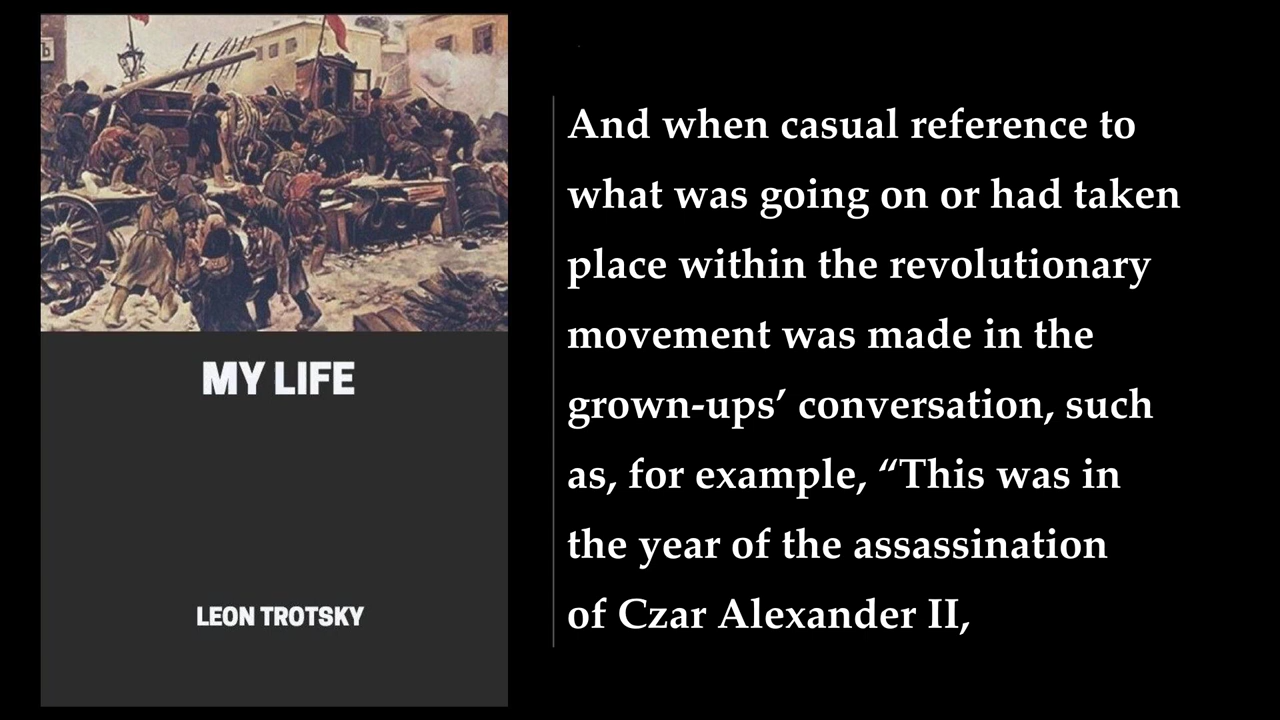 MY LIFE
LEON TROTSKY
And when casual reference to
what was going on or had taken
place within the revolutionary
movement was made in the
grown-ups’ conversation, such
as, for example, “This was in
the year of the assassination
of Czar Alexander II,